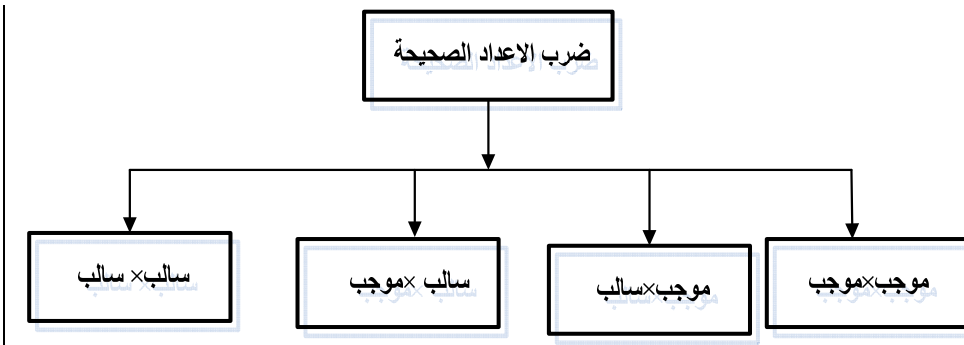 ضرب الاعداد الصحيحة
موجب×موجب
موجب×سالب
سالب ×موجب
سالب× سالب